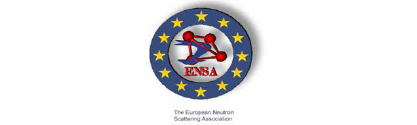 ENSA
The European Neutron
Scattering Association